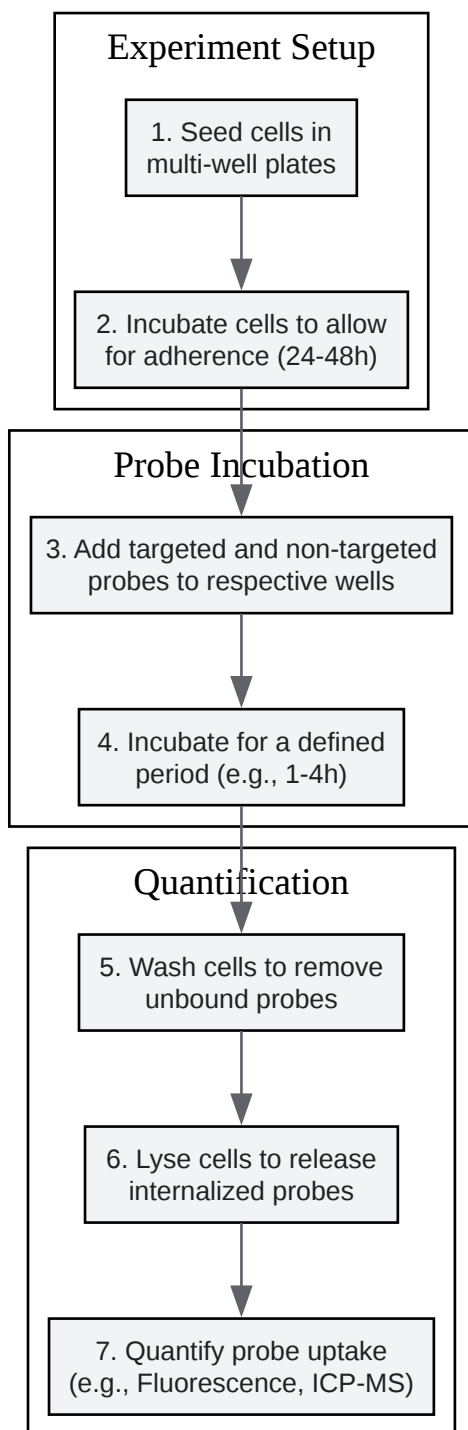 Experiment Setup
1. Seed cells in
multi-well plates
2. Incubate cells to allow
for adherence (24-48h)
Probe Incubation
3. Add targeted and non-targeted
probes to respective wells
4. Incubate for a defined
period (e.g., 1-4h)
Quantification
5. Wash cells to remove
unbound probes
6. Lyse cells to release
internalized probes
7. Quantify probe uptake
(e.g., Fluorescence, ICP-MS)